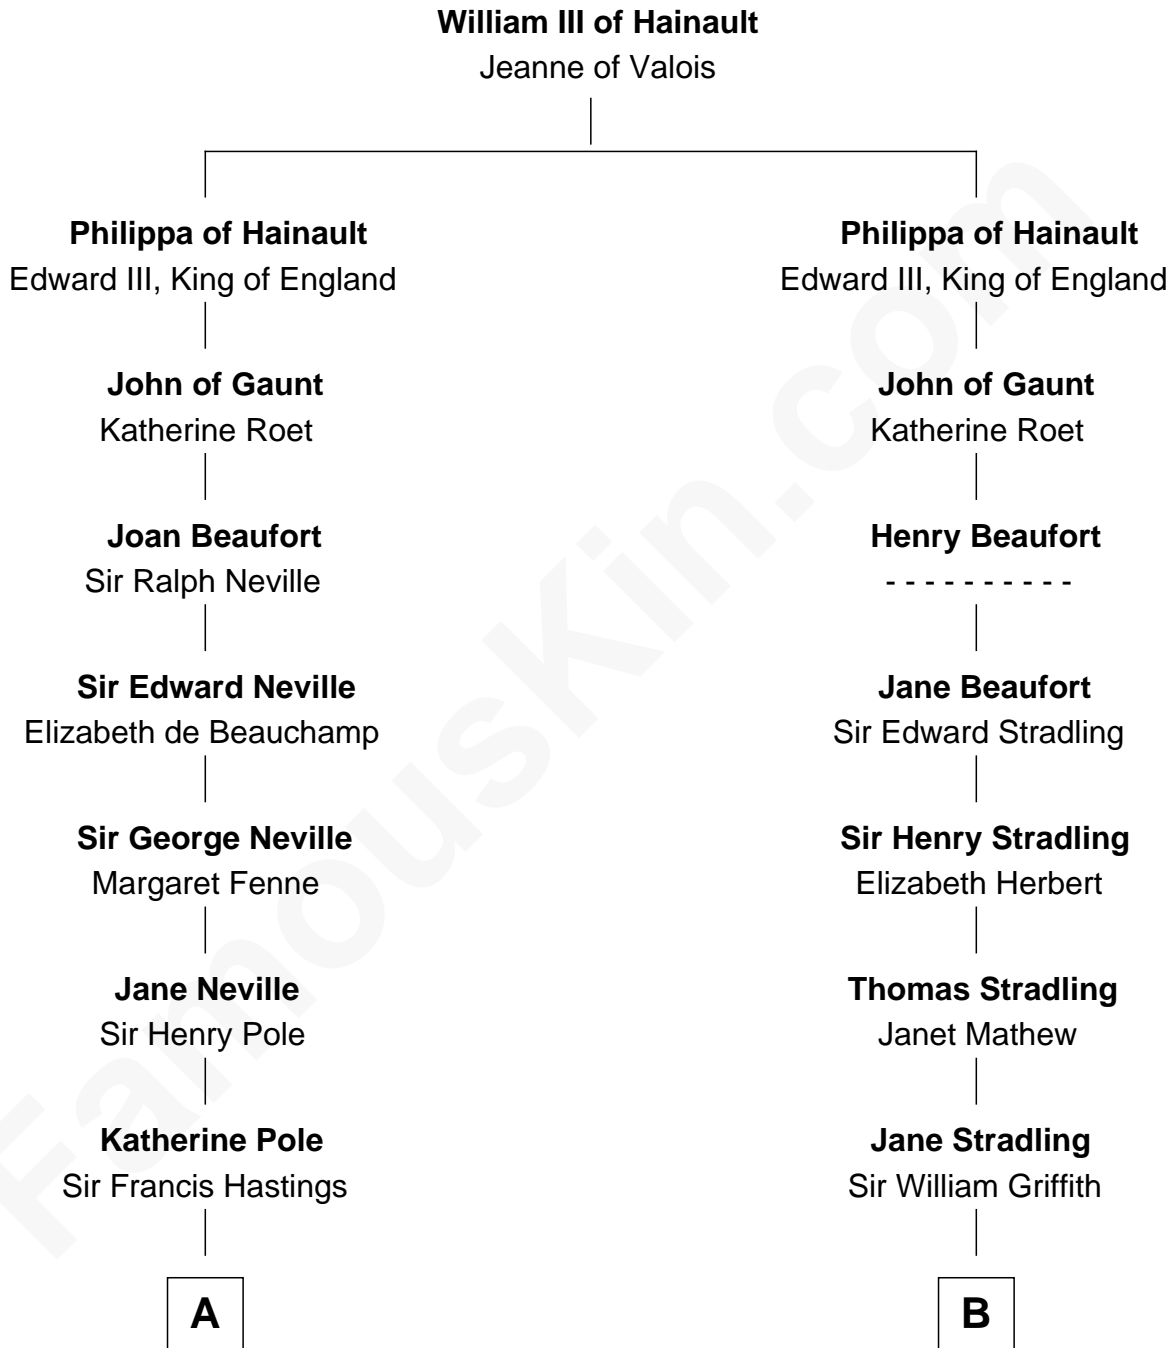 William III of Hainault
Jeanne of Valois
Philippa of Hainault
Edward III, King of England
John of Gaunt
Katherine Roet
Joan Beaufort
Sir Ralph Neville
Sir Edward Neville
Elizabeth de Beauchamp
Sir George Neville
Margaret Fenne
Jane Neville
Sir Henry Pole
Katherine Pole
Sir Francis Hastings
A
Philippa of Hainault
Edward III, King of England
John of Gaunt
Katherine Roet
Henry Beaufort
- - - - - - - - - -
Jane Beaufort
Sir Edward Stradling
Sir Henry Stradling
Elizabeth Herbert
Thomas Stradling
Janet Mathew
Jane Stradling
Sir William Griffith
B
FamousKin.com